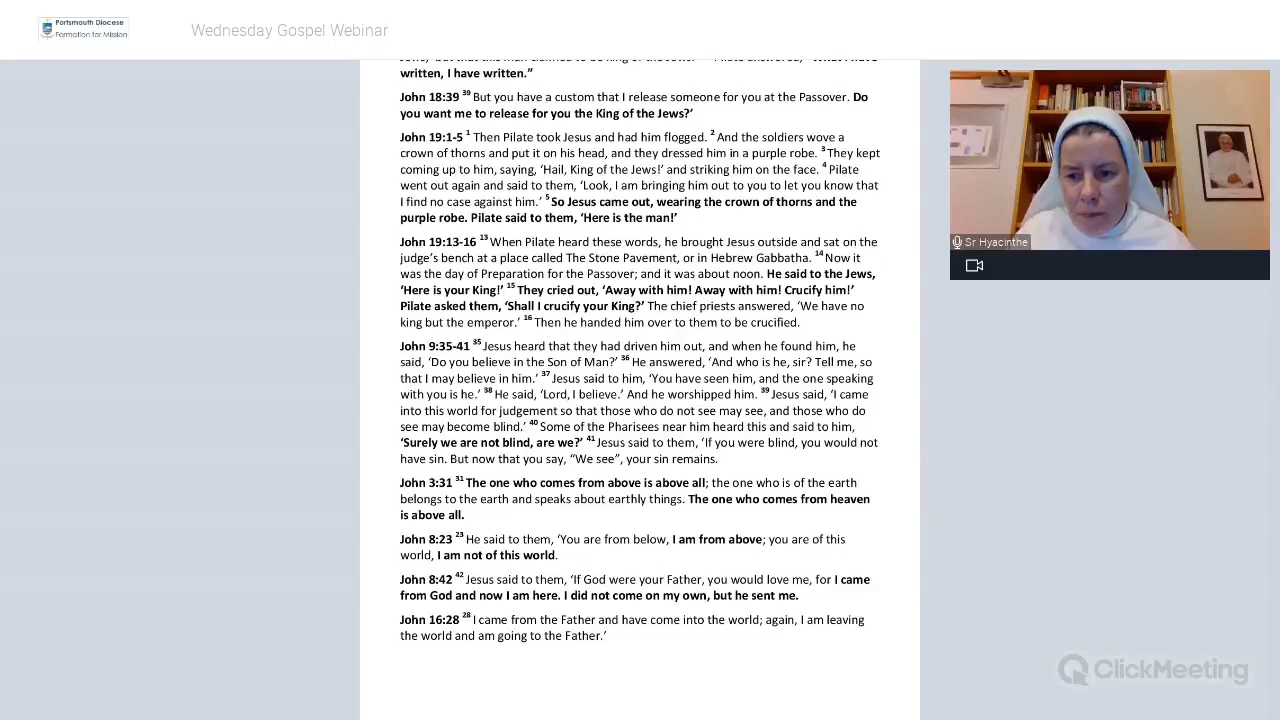 Portsmouth Diocese
Formation for Mission
Wednesday Gospel Webinar
written, I have written.”
John 18:39 39 But you have a custom that I release someone for you at the Passover. Do
you want me to release for you the King of the Jews?’
John 19:1-5 1 Then Pilate took Jesus and had him flogged. 2 And the soldiers wove a
crown of thorns and put it on his head, and they dressed him in a purple robe. 3 They kept
coming up to him, saying, ‘Hail, King of the Jews!’ and striking him on the face. 4 Pilate
went out again and said to them, ‘Look, I am bringing him out to you to let you know that
I find no case against him.’ 5 So Jesus came out, wearing the crown of thorns and the
purple robe. Pilate said to them, ‘Here is the man!’
John 19:13-16 13 When Pilate heard these words, he brought Jesus outside and sat on the
judge’s bench at a place called The Stone Pavement, or in Hebrew Gabbatha. 14 Now it
was the day of Preparation for the Passover; and it was about noon. He said to the Jews,
‘Here is your King!’ 15 They cried out, ‘Away with him! Away with him! Crucify him!’
Pilate asked them, ‘Shall I crucify your King?’ The chief priests answered, ‘We have no
king but the emperor.’ 16 Then he handed him over to them to be crucified.
John 9:35-41 35 Jesus heard that they had driven him out, and when he found him, he
said, ‘Do you believe in the Son of Man?’ 36 He answered, ‘And who is he, sir? Tell me, so
that I may believe in him.’ 37 Jesus said to him, ‘You have seen him, and the one speaking
with you is he.’ 38 He said, ‘Lord, I believe.’ And he worshipped him. 39 Jesus said, ‘I came
into this world for judgement so that those who do not see may see, and those who do
see may become blind.’ 40 Some of the Pharisees near him heard this and said to him,
‘Surely we are not blind, are we?’ 41 Jesus said to them, ‘If you were blind, you would not
have sin. But now that you say, “We see”, your sin remains.
John 3:31 31 The one who comes from above is above all; the one who is of the earth
belongs to the earth and speaks about earthly things. The one who comes from heaven
is above all.
John 8:23 23 He said to them, ‘You are from below, I am from above; you are of this
world, I am not of this world.
John 8:42 42 Jesus said to them, ‘If God were your Father, you would love me, for I came
from God and now I am here. I did not come on my own, but he sent me.
John 16:28 28 I came from the Father and have come into the world; again, I am leaving
the world and am going to the Father.’
Sr Hyacinthe
ClickMeeting